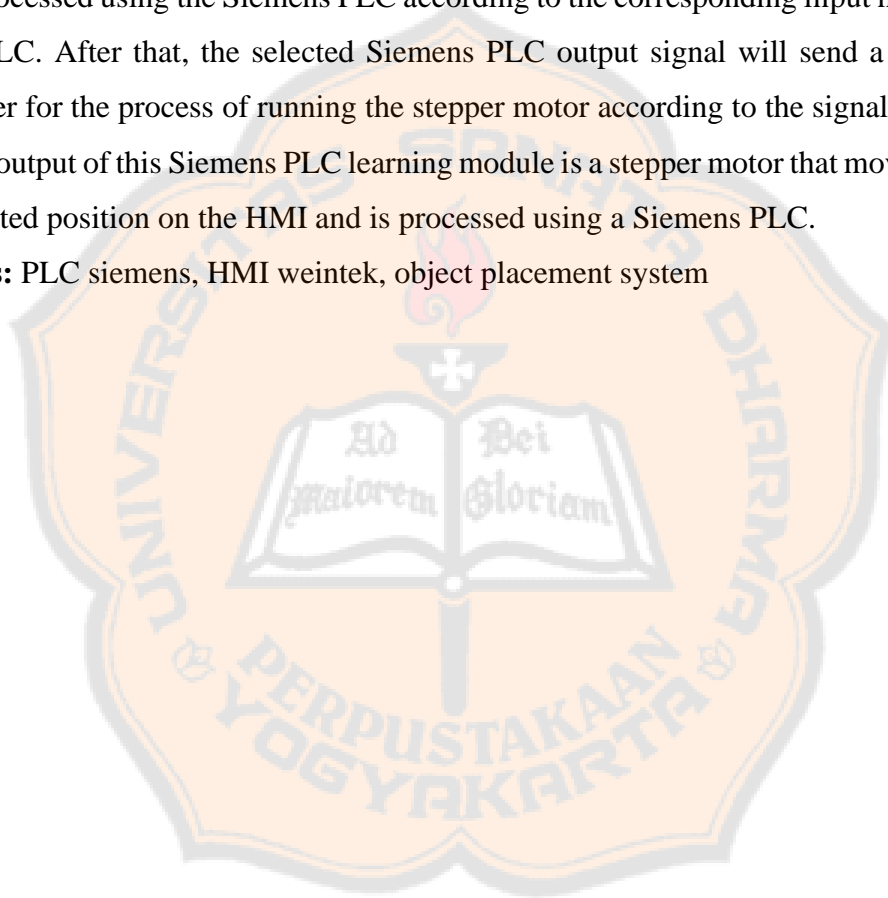 ocessed using the Siemens PLC according to the corresponding input
LC. After that, the selected Siemens PLC output signal will send a
er for the process of running the stepper motor according to the signal
output of this Siemens PLC learning module is a stepper motor that mov
ted position on the HMI and is processed using a Siemens PLC.
s: PLC siemens, HMI weintek, object placement system
UNIVERSITAS SANATA DHARMA
Ad Dei
Maiorem Gloriam
PERPUSTAKAAN
YOGYAKARTA